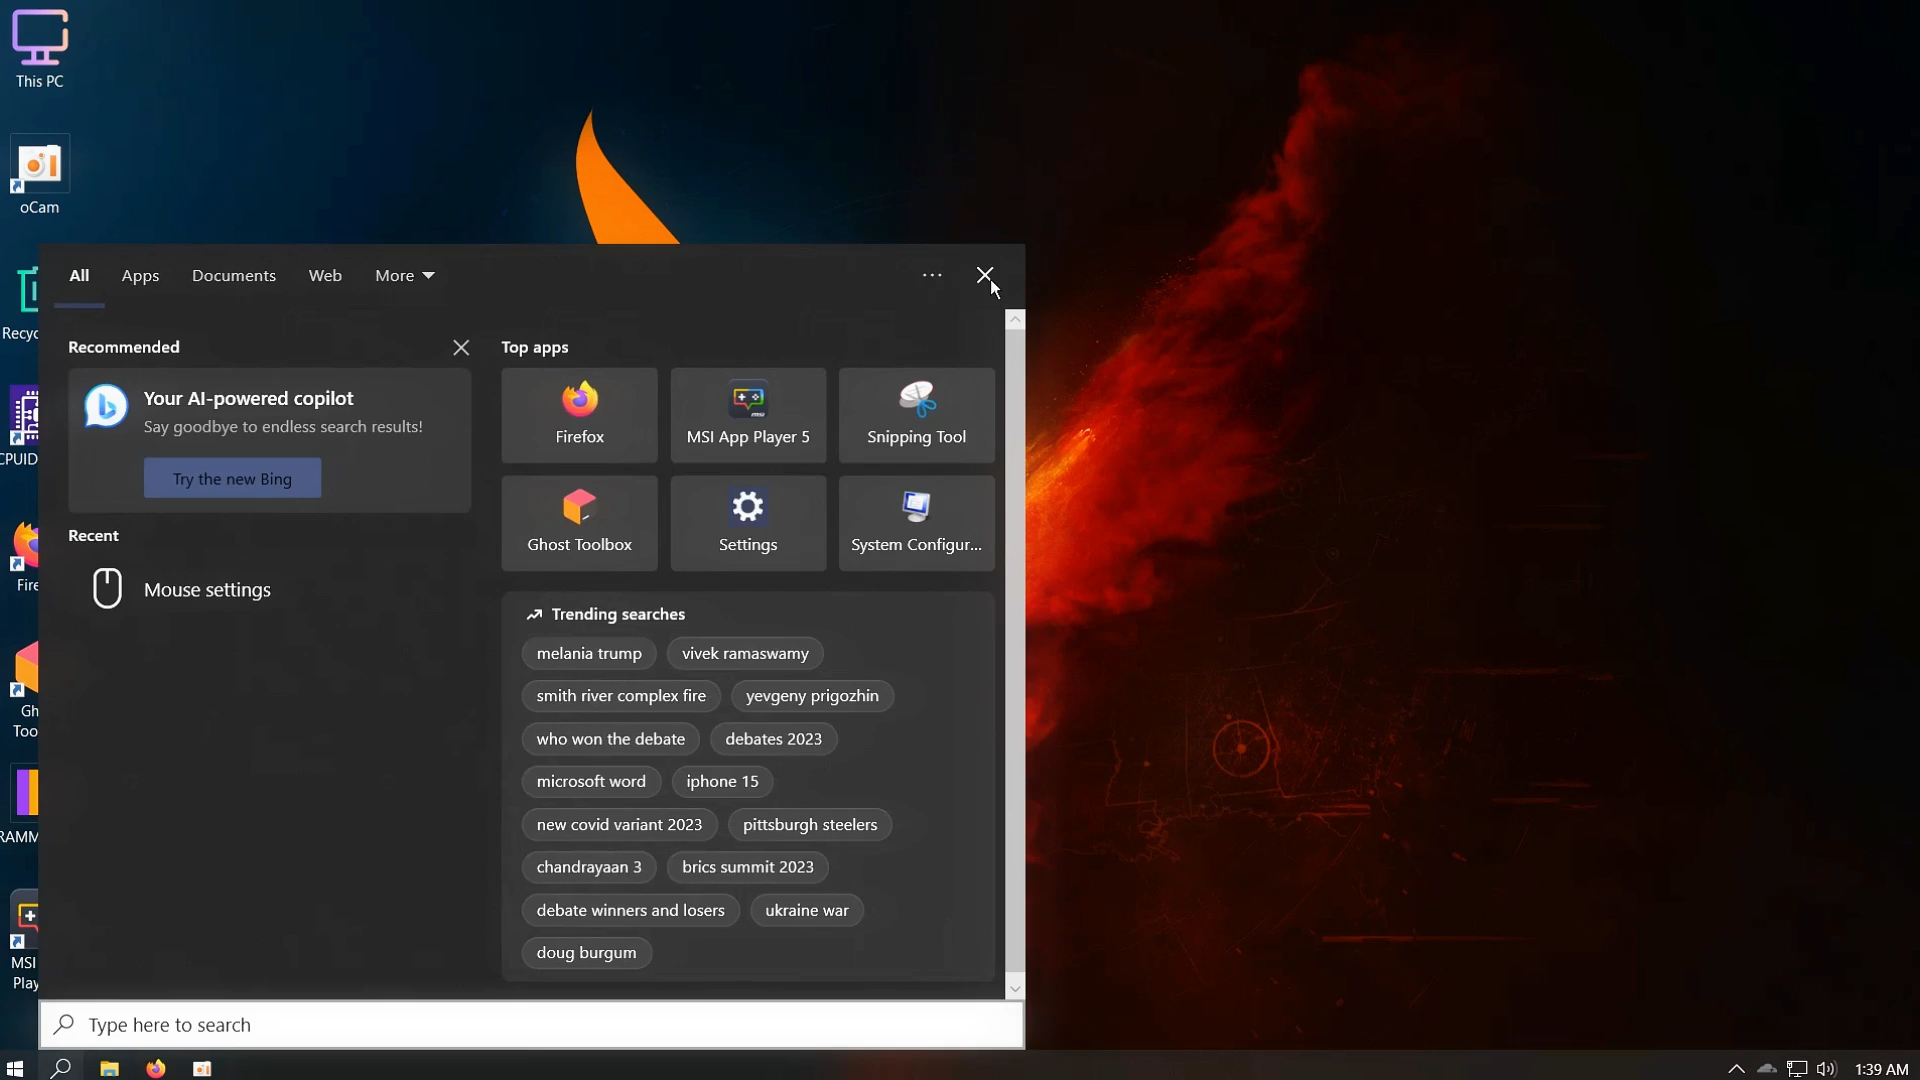 This PC
oCam
Recyc
CPUID
Fire
Gh
Too
RAMM
MSI
Play
All Apps Documents Web More
Recommended
Your AI-powered copilot
Say goodbye to endless search results!
Try the new Bing
Recent
Mouse settings
Top apps
Firefox MSI App Player 5 Snipping Tool
Ghost Toolbox Settings System Configur...
Trending searches
melania trump vivek ramaswamy
smith river complex fire yevgeny prigozhin
who won the debate debates 2023
microsoft word iphone 15
new covid variant 2023 pittsburgh steelers
chandrayaan 3 brics summit 2023
debate winners and losers ukraine war
doug burgum
Type here to search
1:39 AM